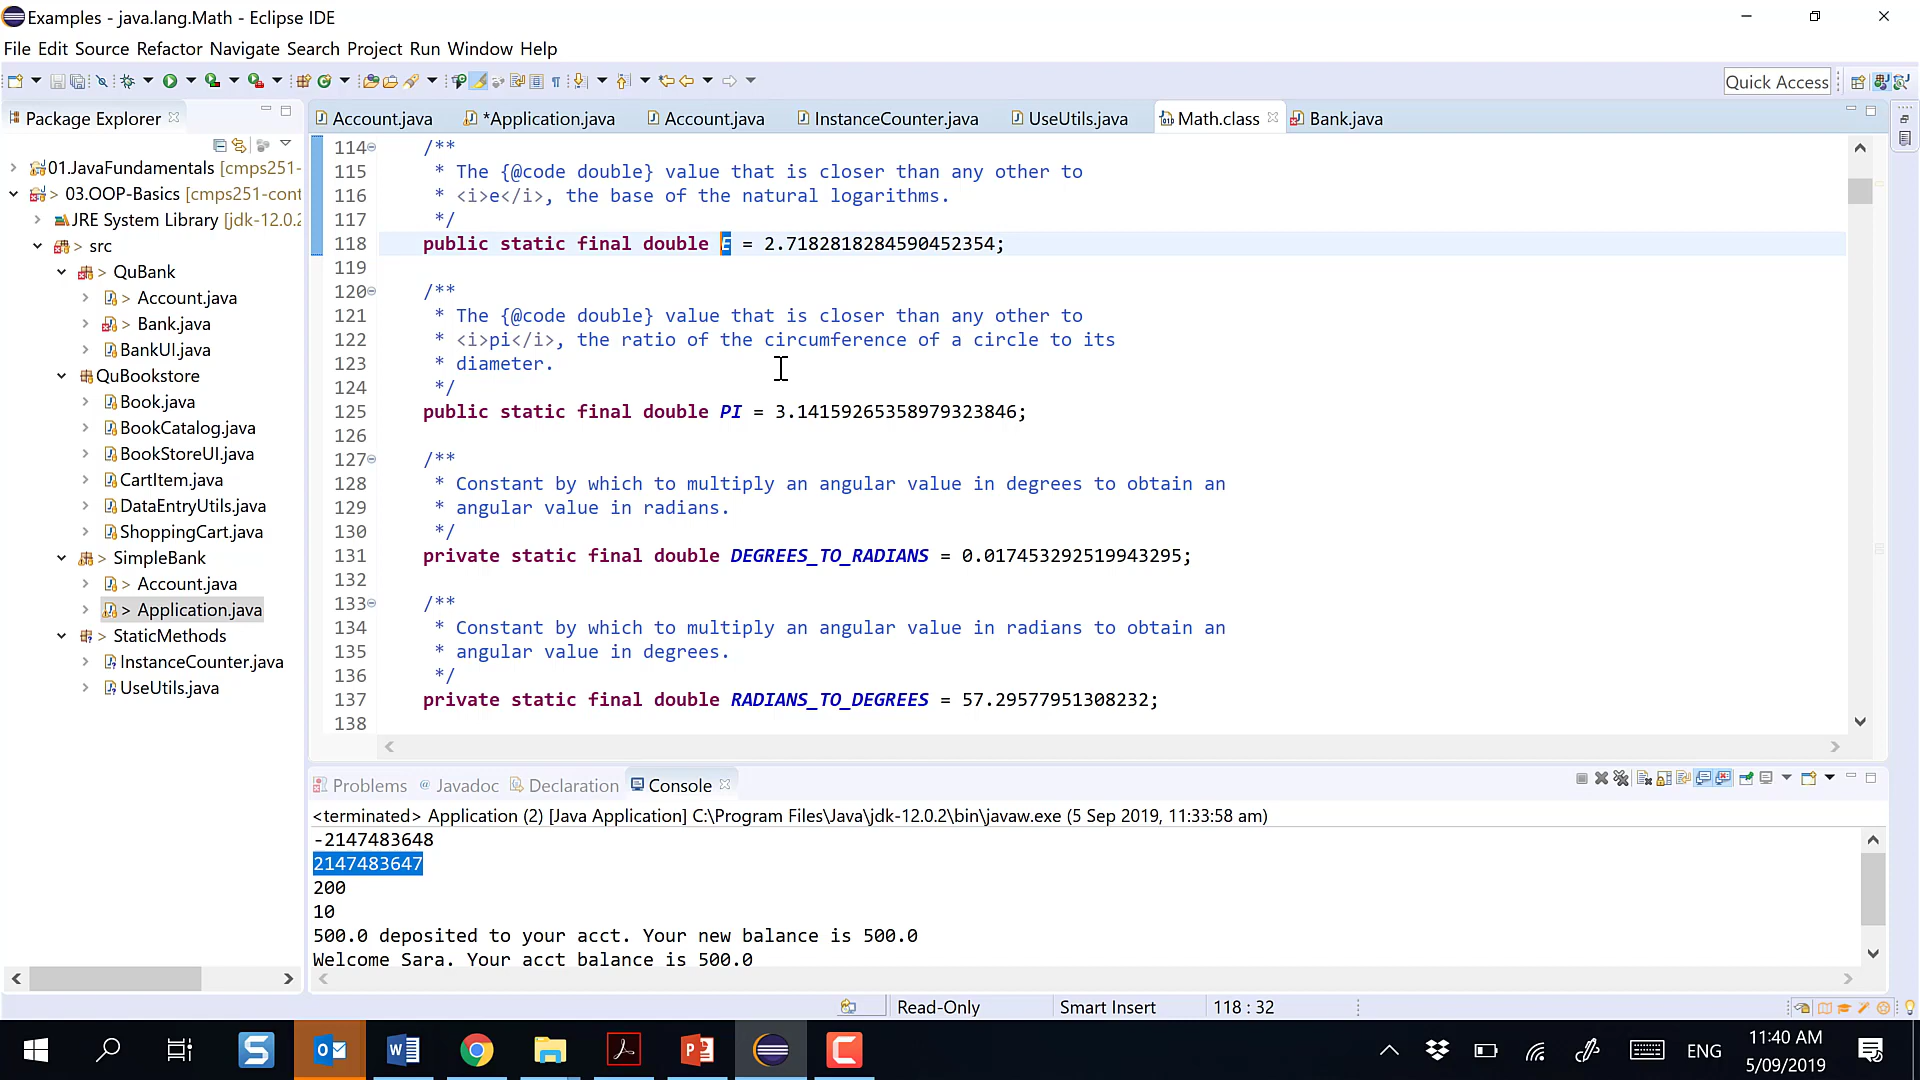 Examples - java.lang.Math - Eclipse IDE
File Edit Source Refactor Navigate Search Project Run Window Help
Quick Access
Package Explorer
01.JavaFundamentals [cmps251-
03.OOP-Basics [cmps251-cont
JRE System Library [jdk-12.0.2
> src
> QuBank
> Account.java
> Bank.java
BankUI.java
QuBookstore
Book.java
BookCatalog.java
BookStoreUI.java
CartItem.java
DataEntryUtils.java
ShoppingCart.java
> SimpleBank
> Account.java
> Application.java
> StaticMethods
InstanceCounter.java
UseUtils.java
Account.java *Application.java Account.java InstanceCounter.java UseUtils.java Math.class Bank.java
114 /**
115 * The {@code double} value that is closer than any other to
116 * <i>e</i>, the base of the natural logarithms.
117 */
118 public static final double E = 2.7182818284590452354;
119
120 /**
121 * The {@code double} value that is closer than any other to
122 * <i>pi</i>, the ratio of the circumference of a circle to its
123 * diameter.
124 */
125 public static final double PI = 3.14159265358979323846;
126
127 /**
128 * Constant by which to multiply an angular value in degrees to obtain an
129 * angular value in radians.
130 */
131 private static final double DEGREES_TO_RADIANS = 0.017453292519943295;
132
133 /**
134 * Constant by which to multiply an angular value in radians to obtain an
135 * angular value in degrees.
136 */
137 private static final double RADIANS_TO_DEGREES = 57.29577951308232;
138
Problems @ Javadoc Declaration Console
<terminated> Application (2) [Java Application] C:\Program Files\Java\jdk-12.0.2\bin\javaw.exe (5 Sep 2019, 11:33:58 am)
-2147483648
2147483647
200
10
500.0 deposited to your acct. Your new balance is 500.0
Welcome Sara. Your acct balance is 500.0
Read-Only Smart Insert 118 : 32
ENG
11:40 AM
5/09/2019